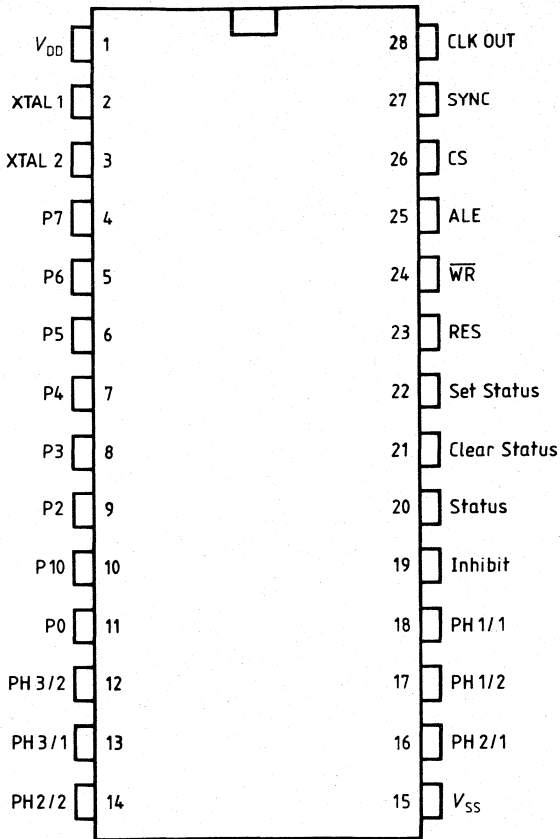 V_DD 1 28 CLK OUT
XTAL 1 2 27 SYNC
XTAL 2 3 26 CS
P7 4 25 ALE
P6 5 24 W̅R̅
P5 6 23 RES
P4 7 22 Set Status
P3 8 21 Clear Status
P2 9 20 Status
P10 10 19 Inhibit
P0 11 18 PH 1/1
PH 3/2 12 17 PH 1/2
PH 3/1 13 16 PH 2/1
PH 2/2 14 15 V_SS